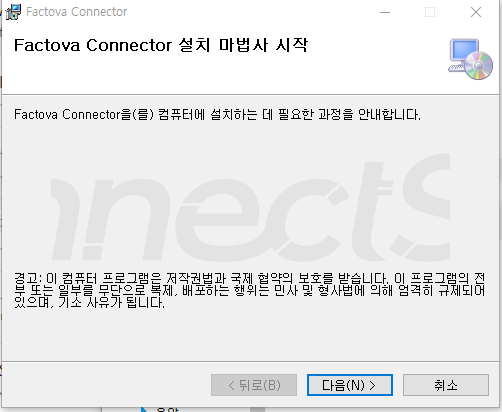 Factova Connector
Factova Connector 설치 마법사 시작
Factova Connector을(를) 컴퓨터에 설치하는 데 필요한 과정을 안내합니다.
nectS
경고: 이 컴퓨터 프로그램은 저작권법과 국제 협약의 보호를 받습니다. 이 프로그램의 전
부 또는 일부를 무단으로 복제, 배포하는 행위는 민사 및 형사법에 의해 엄격히 규제되어
있으며, 기소 사유가 됩니다.
< 뒤로(B)
다음(N) >
취소